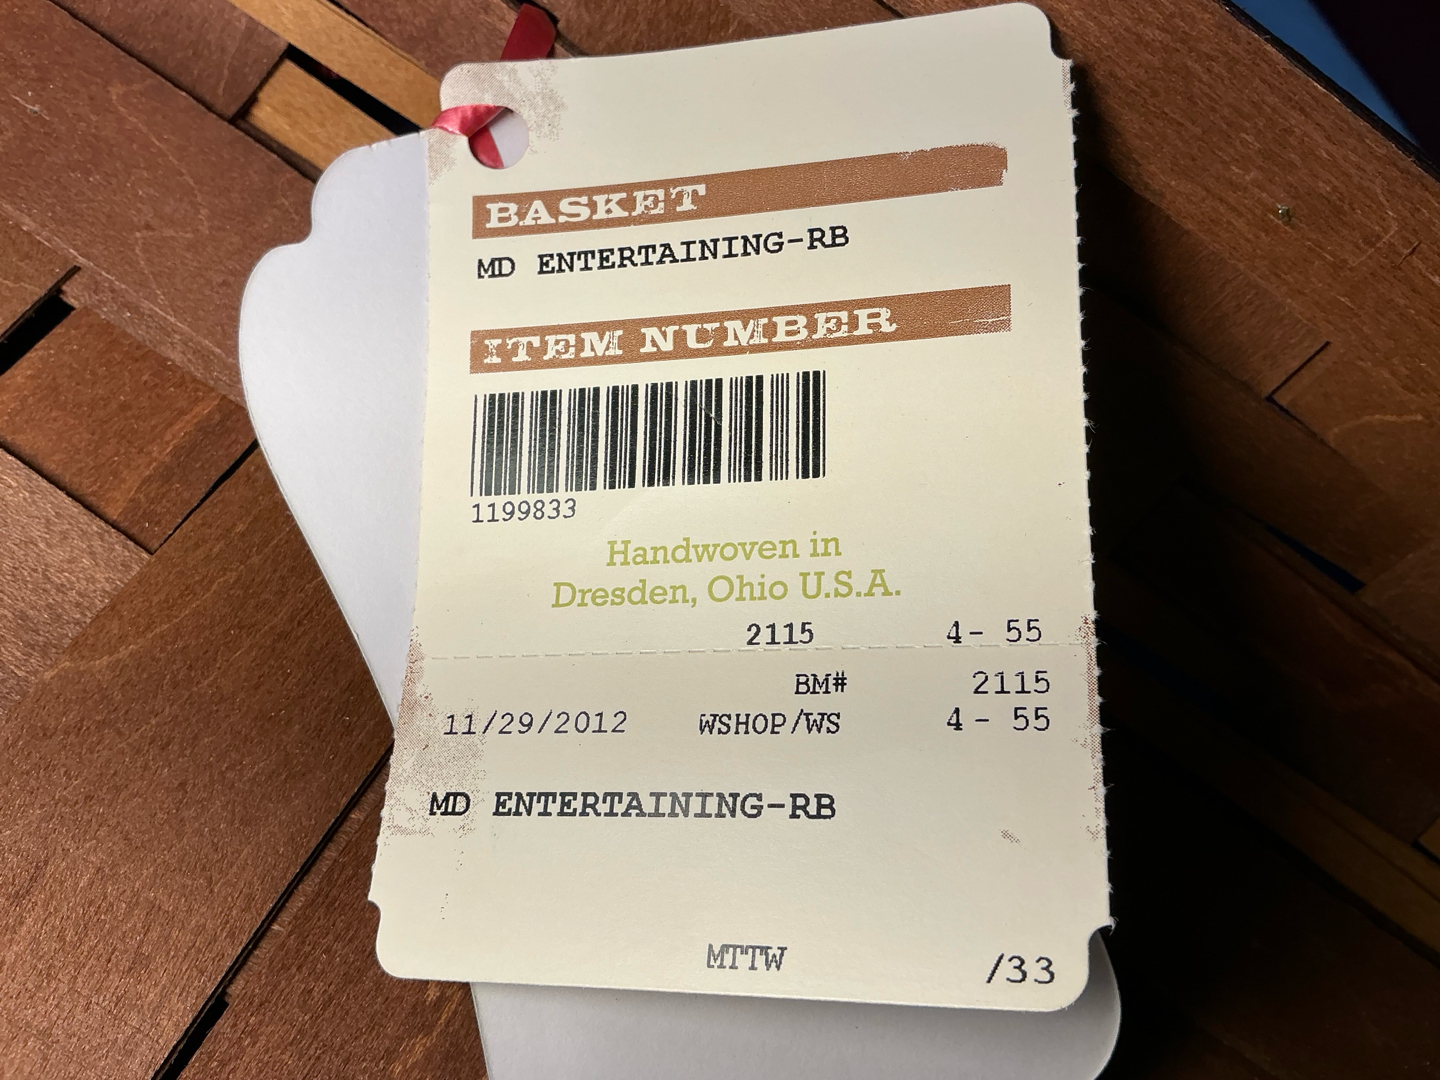 BASKET
MD ENTERTAINING-RB
ITEM NUMBER
1199833
Handwoven in
Dresden, Ohio U.S.A.
2115 4- 55
BM# 2115
11/29/2012 WSHOP/WS 4- 55
MD ENTERTAINING-RB
MTTW /33